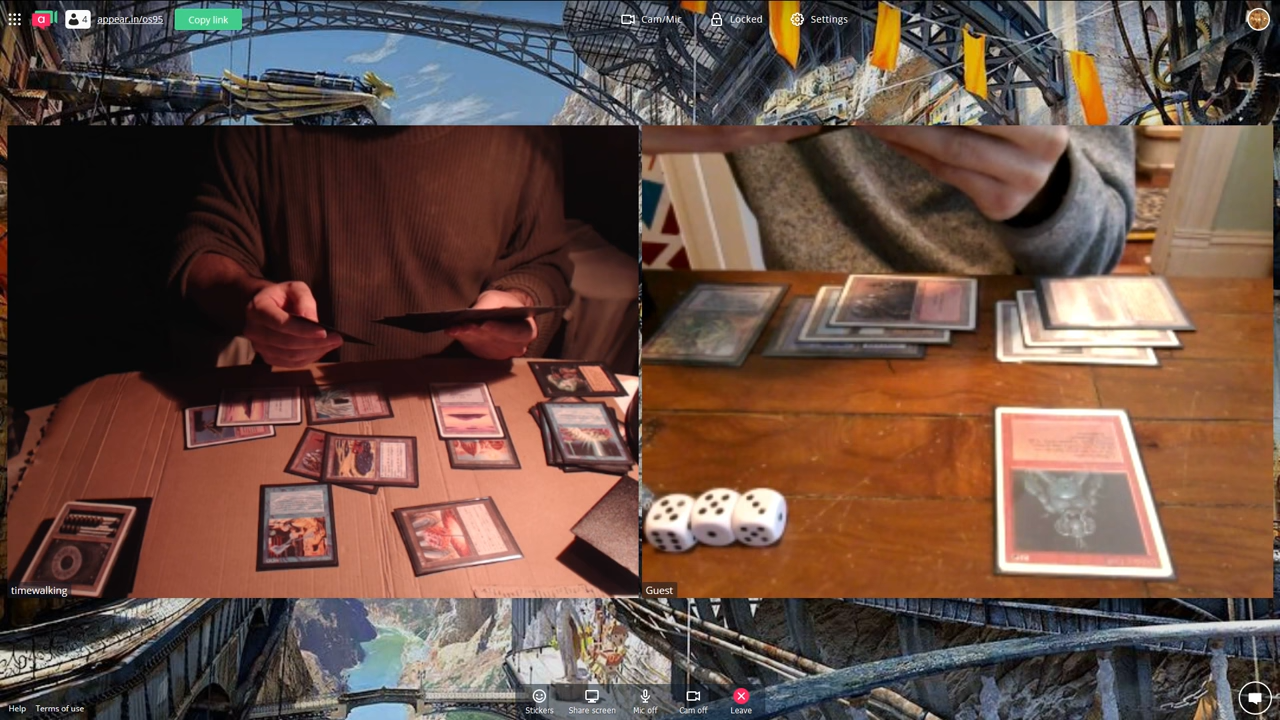 4
appear.in/os95
Copy link
Cam/Mic
Locked
Settings
timewalking
Guest
Help
Terms of use
Stickers
Share screen
Mic off
Cam off
Leave